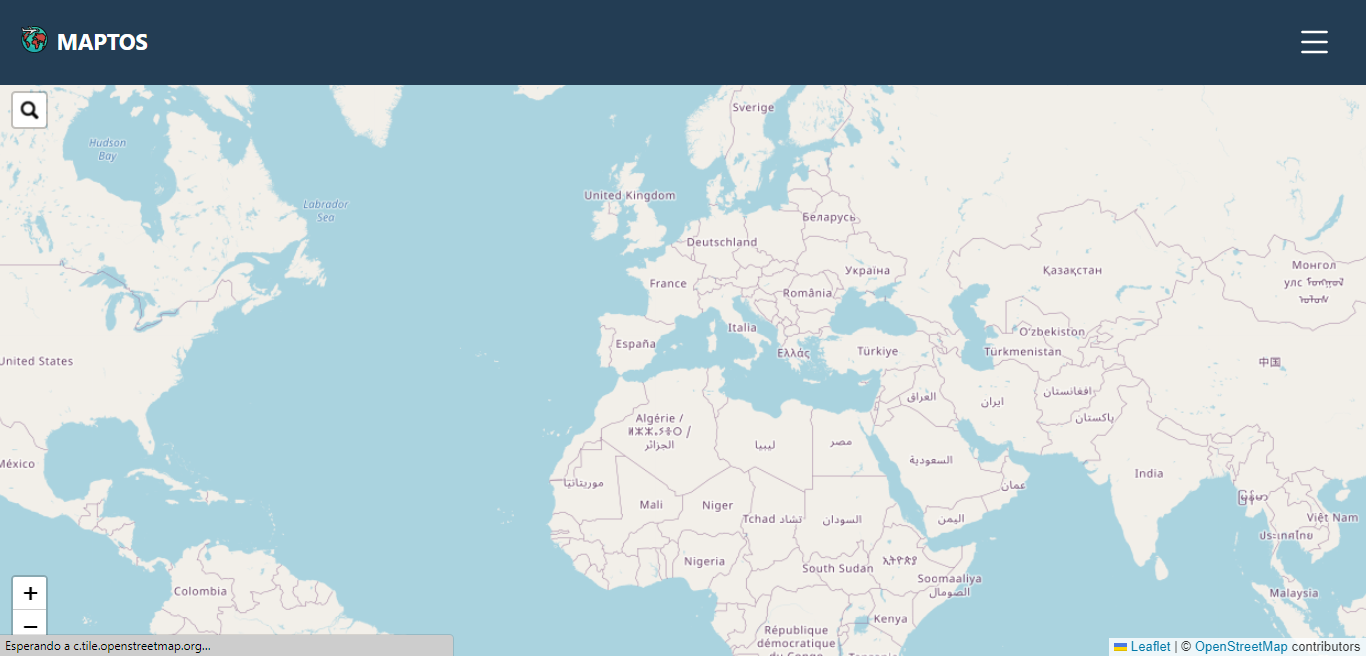 MAPTOS
Sverige
Hudson
Bay
United Kingdom
Labrador
Sea
Беларусь
Deutschland
Україна
Қазақстан
Монгол
улс
France
România
Italia
O‘zbekiston
España
Ελλάς
Türkiye
Türkmenistan
United States
中国
العراق
ایران
افغانستان
پاکستان
Algérie /
ⵍⵣⵣⴰⵢⴻⵔ /
الجزائر
ليبيا
مصر
السعودية
México
India
موريتانيا
عمان
Mali
Niger
Tchad تشاد
السودان
اليمن
Việt Nam
ประเทศไทย
Nigeria
South Sudan
ኢትዮጵያ
Soomaaliya
الصومال
Colombia
Malaysia
Kenya
République
démocratique
du Congo
Tanzania
+
−
Esperando a c.tile.openstreetmap.org...
Leaflet | © OpenStreetMap contributors